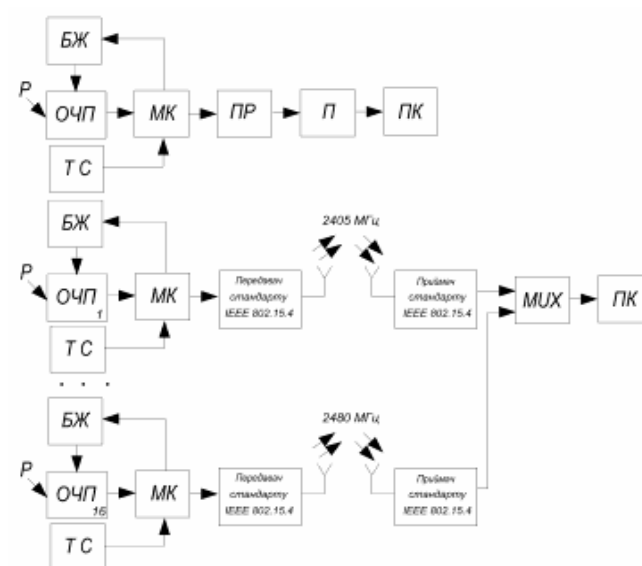 БЖ
Р
ОЧП
МК
ПР
П
ПК
Т С
БЖ
2405 МГц
Р
ОЧП
1
МК
Передавач
стандарту
IEEE 802.15.4
Приймач
стандарту
IEEE 802.15.4
MUX
ПК
Т С
. . .
БЖ
2480 МГц
Р
ОЧП
16
МК
Передавач
стандарту
IEEE 802.15.4
Приймач
стандарту
IEEE 802.15.4
Т С